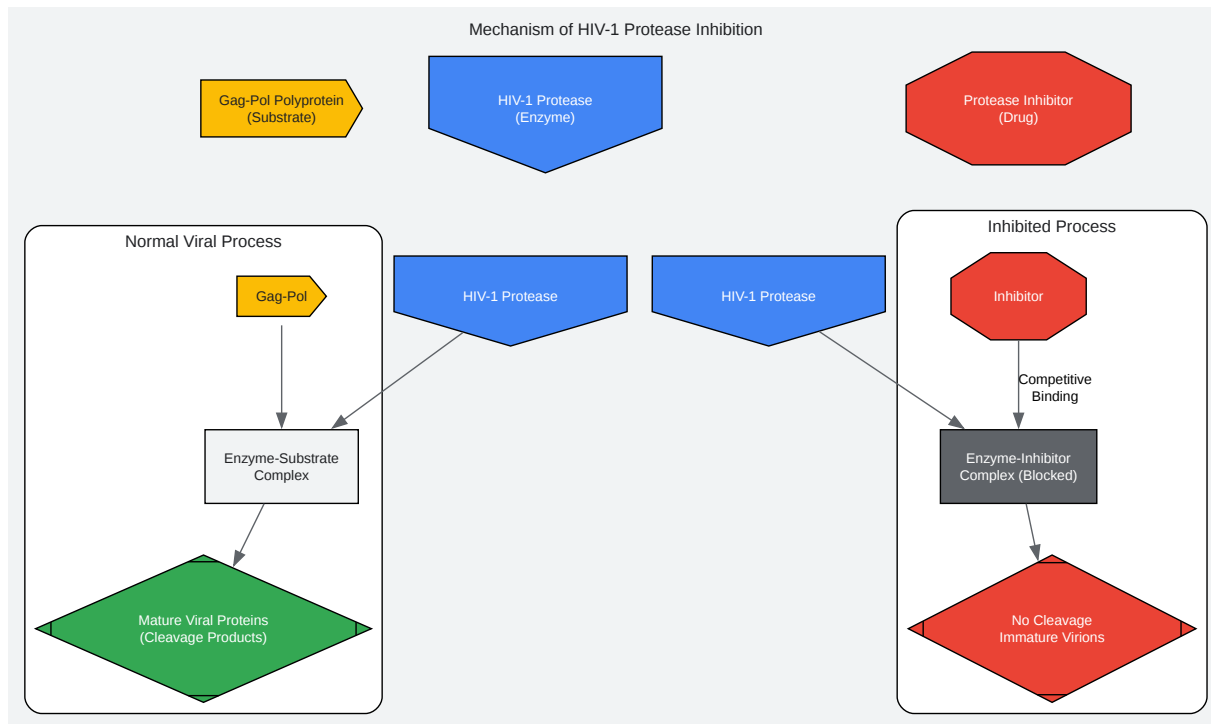 Mechanism of HIV-1 Protease Inhibition
Gag-Pol Polyprotein
(Substrate)
HIV-1 Protease
(Enzyme)
Protease Inhibitor
(Drug)
Normal Viral Process
Gag-Pol
HIV-1 Protease
Enzyme-Substrate
Complex
Mature Viral Proteins
(Cleavage Products)
HIV-1 Protease
Inhibited Process
Inhibitor
Competitive
Binding
Enzyme-Inhibitor
Complex (Blocked)
No Cleavage
Immature Virions